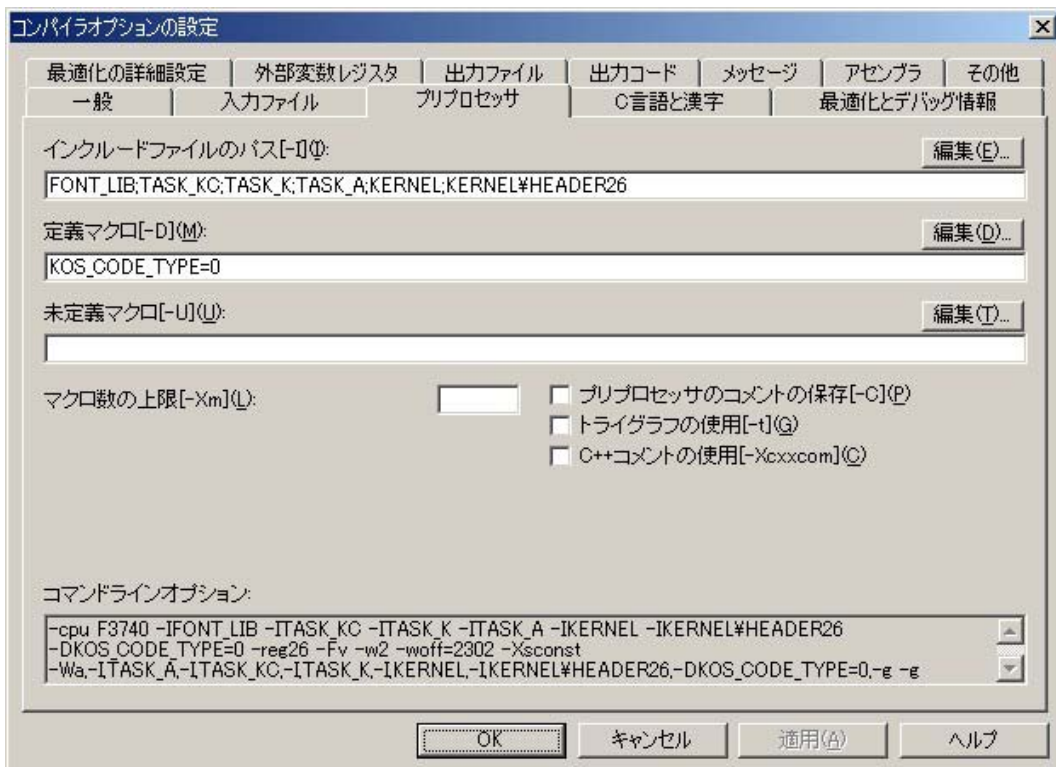 コンパイラオプションの設定
最適化の詳細設定 外部変数レジスタ 出力ファイル 出力コード メッセージ アセンブラ その他
一般 入力ファイル プリプロセッサ C言語と漢字 最適化とデバッグ情報
インクルードファイルのパス[-I](I): 編集(E)...
FONT_LIB;TASK_KC;TASK_K;TASK_A;KERNEL;KERNEL¥HEADER26
定義マクロ[-D](M): 編集(D)...
KOS_CODE_TYPE=0
未定義マクロ[-U](U): 編集(T)...
マクロ数の上限[-Xm](L): プリプロセッサのコメントの保存[-C](P)
トライグラフの使用[-t](G)
C++コメントの使用[-Xcxxcom](C)
コマンドラインオプション:
-cpu F3740 -IFONT_LIB -ITASK_KC -ITASK_K -ITASK_A -IKERNEL -IKERNEL¥HEADER26
-DKOS_CODE_TYPE=0 -reg26 -Fv -w2 -woff=2302 -Xsconst
-Wa,-ITASK_A,-ITASK_KC,-ITASK_K,-IKERNEL,-IKERNEL¥HEADER26,-DKOS_CODE_TYPE=0,-g -g
OK キャンセル 適用(A) ヘルプ